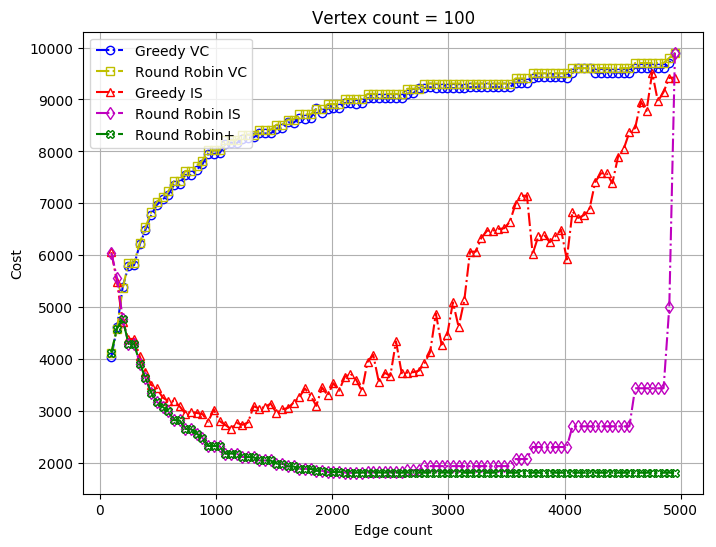 Vertex count = 100
Greedy VC
Round Robin VC
Greedy IS
Round Robin IS
Round Robin+
10000
9000
8000
7000
6000
5000
4000
3000
2000
Cost
0
1000
2000
3000
4000
5000
Edge count